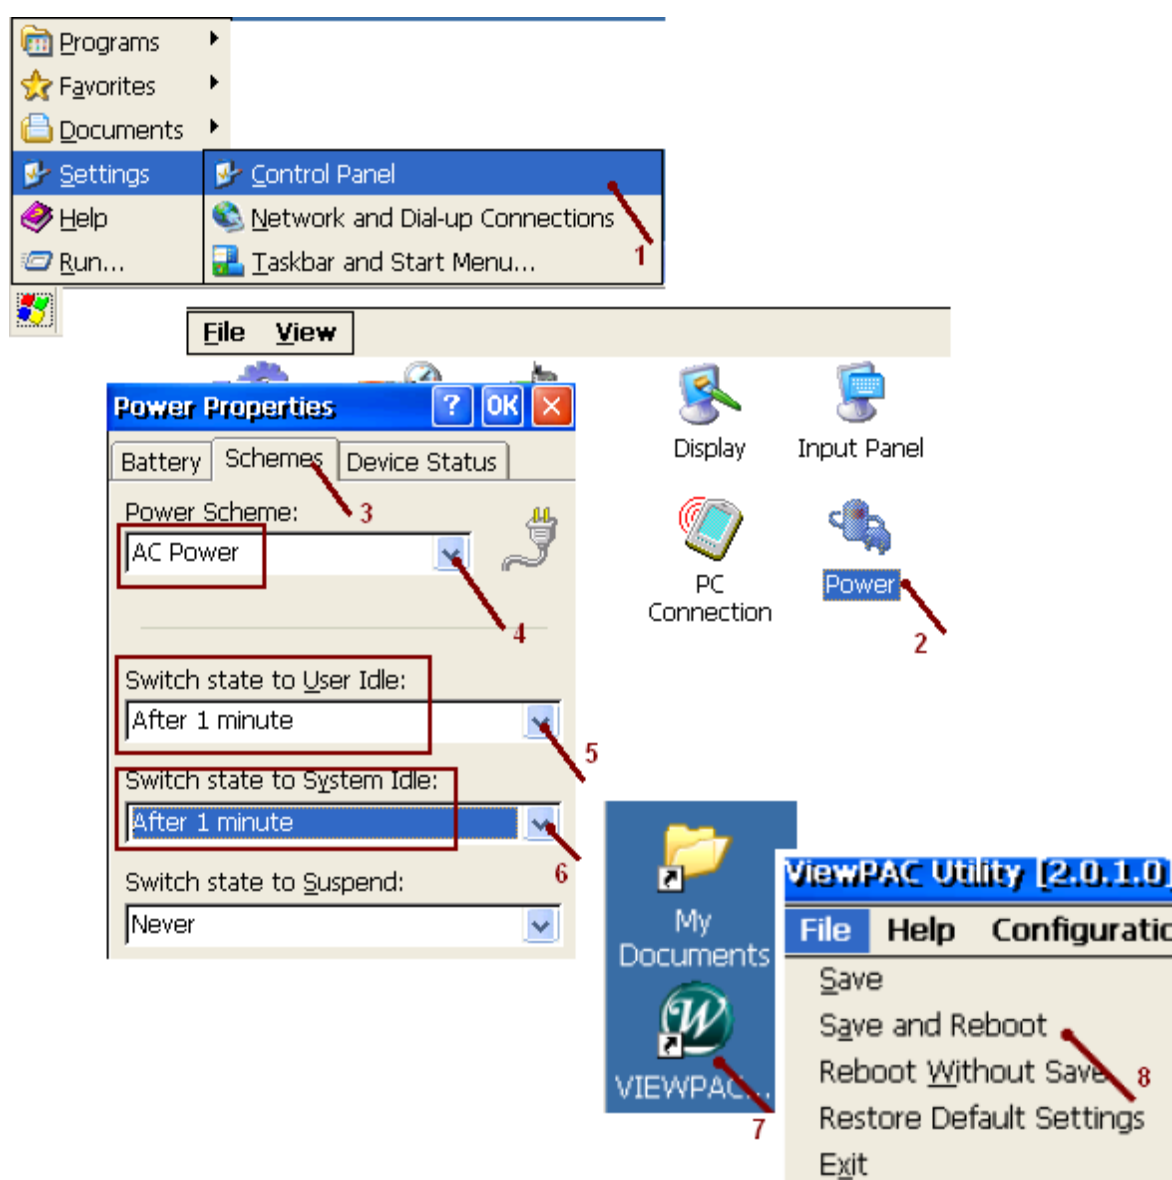 Programs
Favorites
Documents
Settings
Control Panel
Help
Network and Dial-up Connections
1
Run...
Taskbar and Start Menu...
File View
Power Properties ? OK
Display
Input Panel
Battery Schemes Device Status
Power Scheme:
3
AC Power
4
PC
Connection
Power
2
Switch state to User Idle:
After 1 minute
5
Switch state to System Idle:
After 1 minute
6
Switch state to Suspend:
Never
My
Documents
VIEWPAC...
7
ViewPAC Utility [2.0.1.0]
File Help Configuratio
Save
Save and Reboot
Reboot Without Save
8
Restore Default Settings
Exit